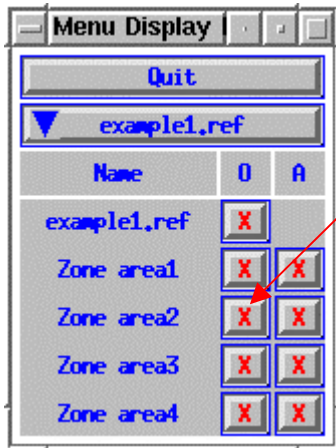 Menu Display
Quit
example1.ref
Name O A
example1.ref X
Zone area1 X X
Zone area2 X X
Zone area3 X X
Zone area4 X X